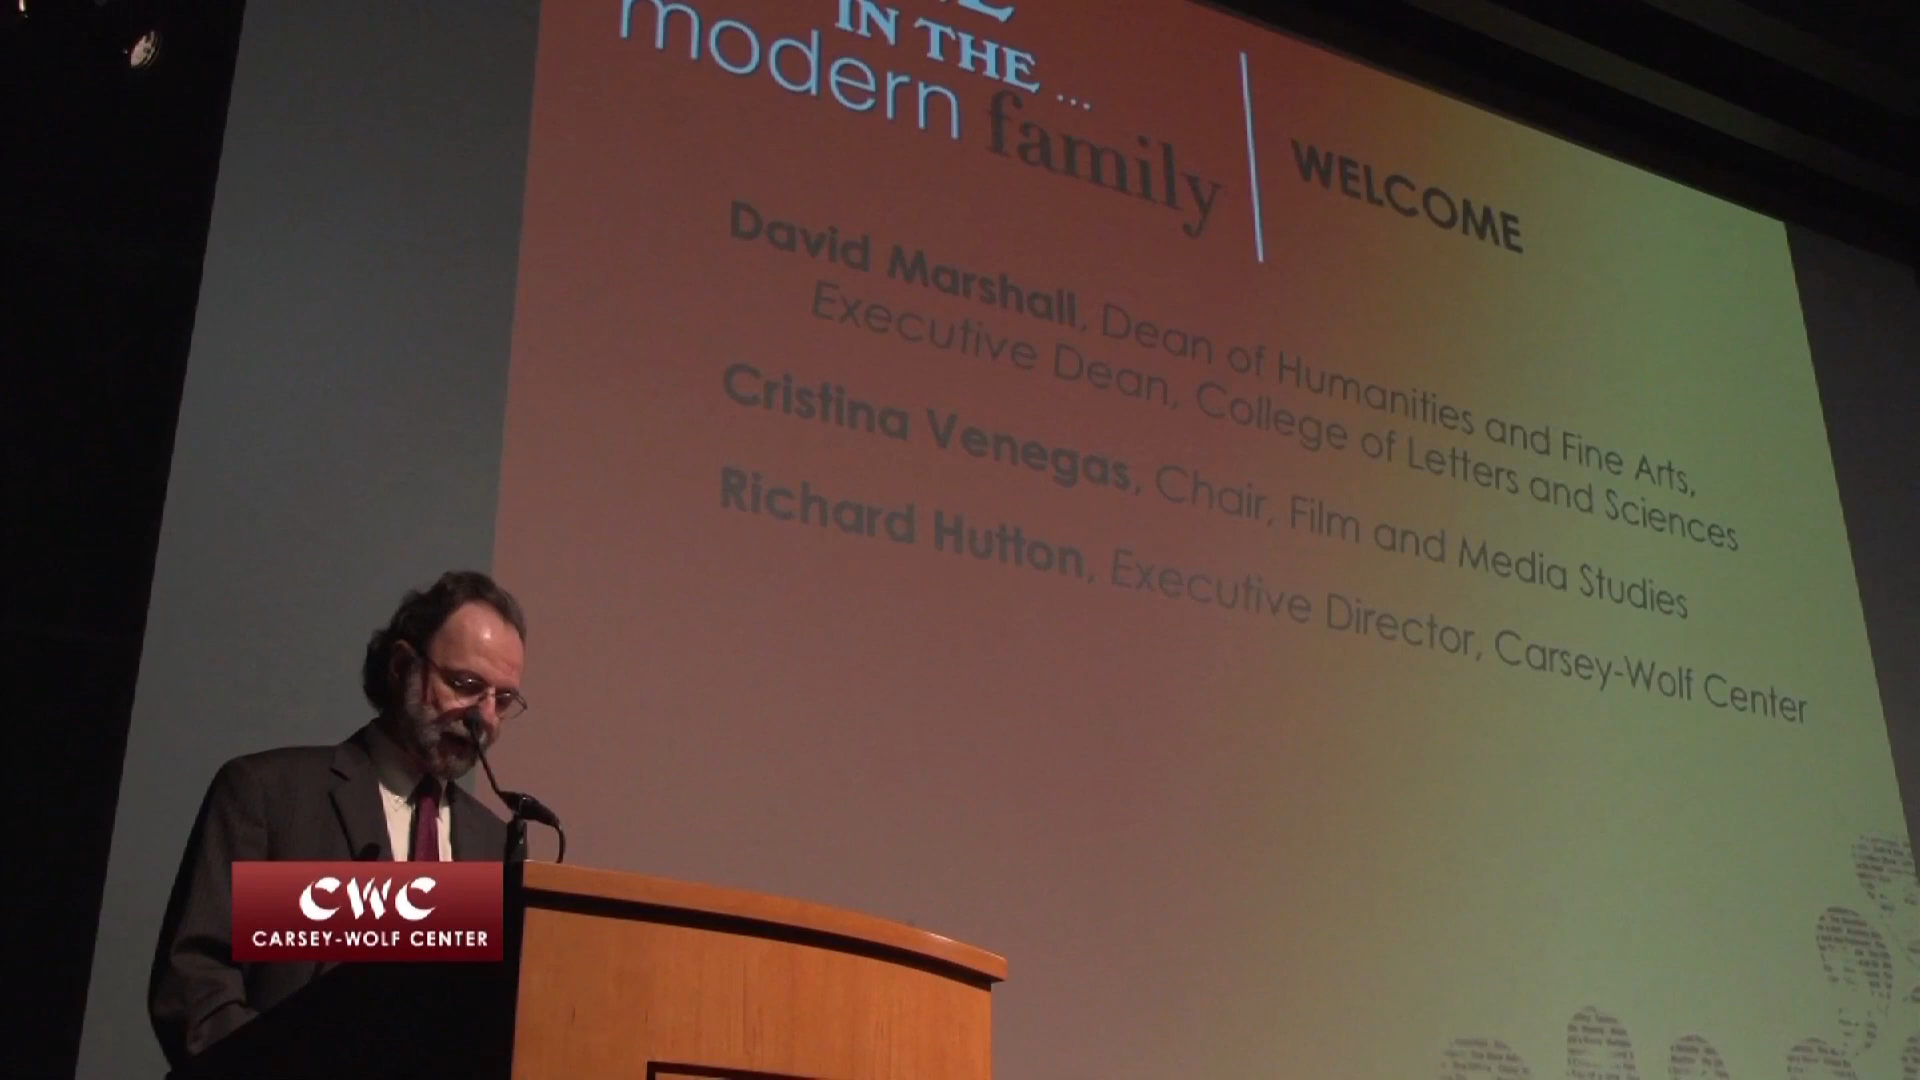 IN THE ...
modern family
WELCOME
David Marshall, Dean of Humanities and Fine Arts,
Executive Dean, College of Letters and Sciences
Cristina Venegas, Chair, Film and Media Studies
Richard Hutton, Executive Director, Carsey-Wolf Center
CWC
CARSEY-WOLF CENTER